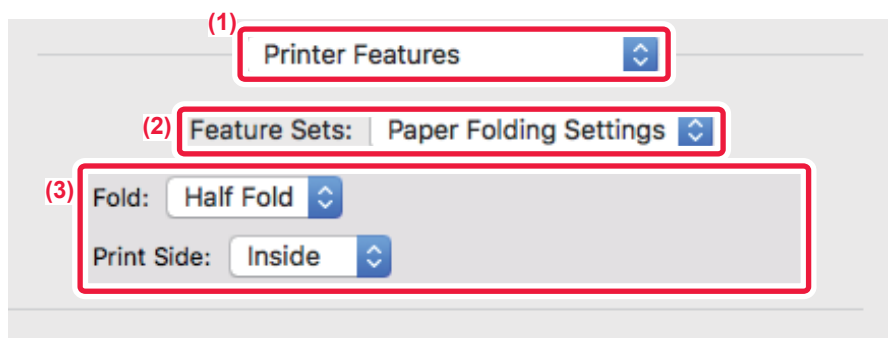 (1)
Printer Features
(2) Feature Sets: Paper Folding Settings
(3)
Fold: Half Fold
Print Side: Inside